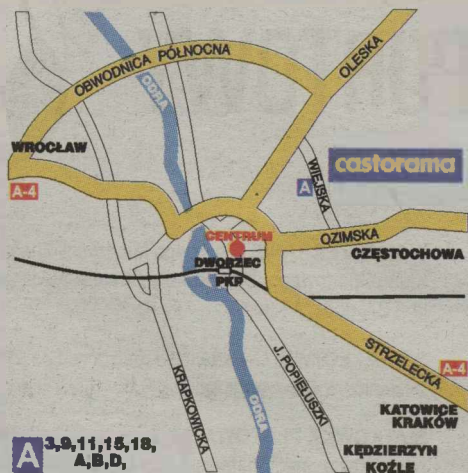 OBWODNICA PÓŁNOCNA
ODRA
OLESKA
WROCŁAW
A-4
WIEJSKA
castorama
A
CENTRUM
OZIMSKA
CZĘSTOCHOWA
DWORZEC
PKP
STRZELECKA
A-4
KRAPKOWICKA
ODRA
J. POPIEŁUSZKI
KATOWICE
KRAKÓW
KĘDZIERZYN
KOŹLE
A 3,9,11,15,18,
A,B,D,